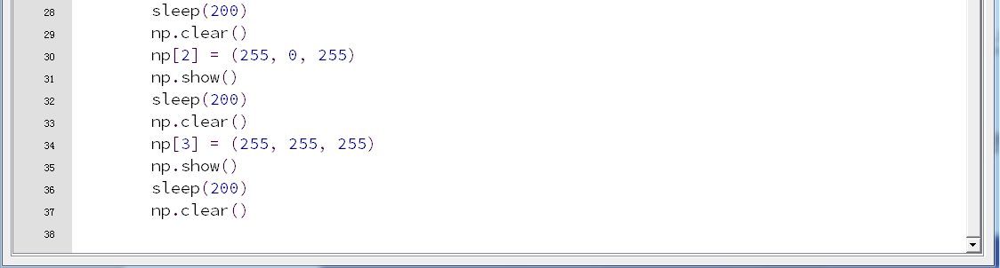 28 sleep(200)
29 np.clear()
30 np[2] = (255, 0, 255)
31 np.show()
32 sleep(200)
33 np.clear()
34 np[3] = (255, 255, 255)
35 np.show()
36 sleep(200)
37 np.clear()
38